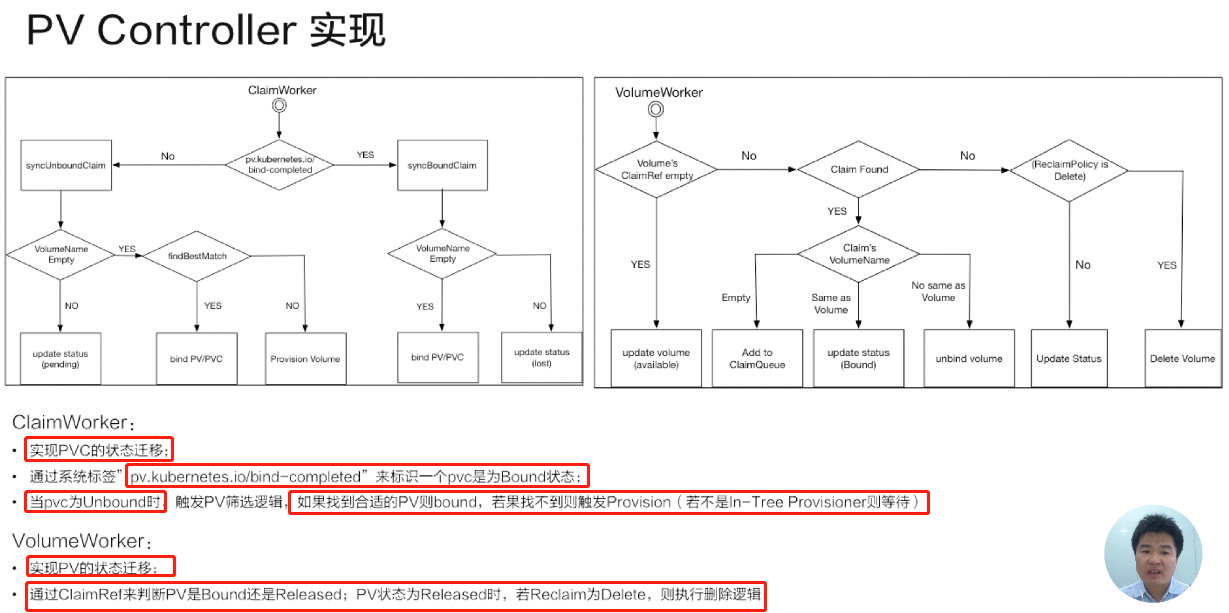 PV Controller 实现
ClaimWorker
syncUnboundClaim
No
pv.kubernetes.io/
bind-completed
YES
syncBoundClaim
VolumeName
Empty
YES
findBestMatch
VolumeName
Empty
NO
YES
NO
YES
NO
update status
(pending)
bind PV/PVC
Provision Volume
bind PV/PVC
update status
(lost)
VolumeWorker
Volume's
ClaimRef empty
No
Claim Found
No
(ReclaimPolicy is
Delete)
YES
Claim's
VolumeName
YES
No
YES
Empty
Same as
Volume
No same as
Volume
update volume
(available)
Add to
ClaimQueue
update status
(Bound)
unbind volume
Update Status
Delete Volume
ClaimWorker：
• 实现PVC的状态迁移；
• 通过系统标签”pv.kubernetes.io/bind-completed”来标识一个pvc是为Bound状态；
• 当pvc为Unbound时，触发PV筛选逻辑，如果找到合适的PV则bound，若果找不到则触发Provision（若不是In-Tree Provisioner则等待）
VolumeWorker：
• 实现PV的状态迁移；
• 通过ClaimRef来判断PV是Bound还是Released；PV状态为Released时，若Reclaim为Delete，则执行删除逻辑